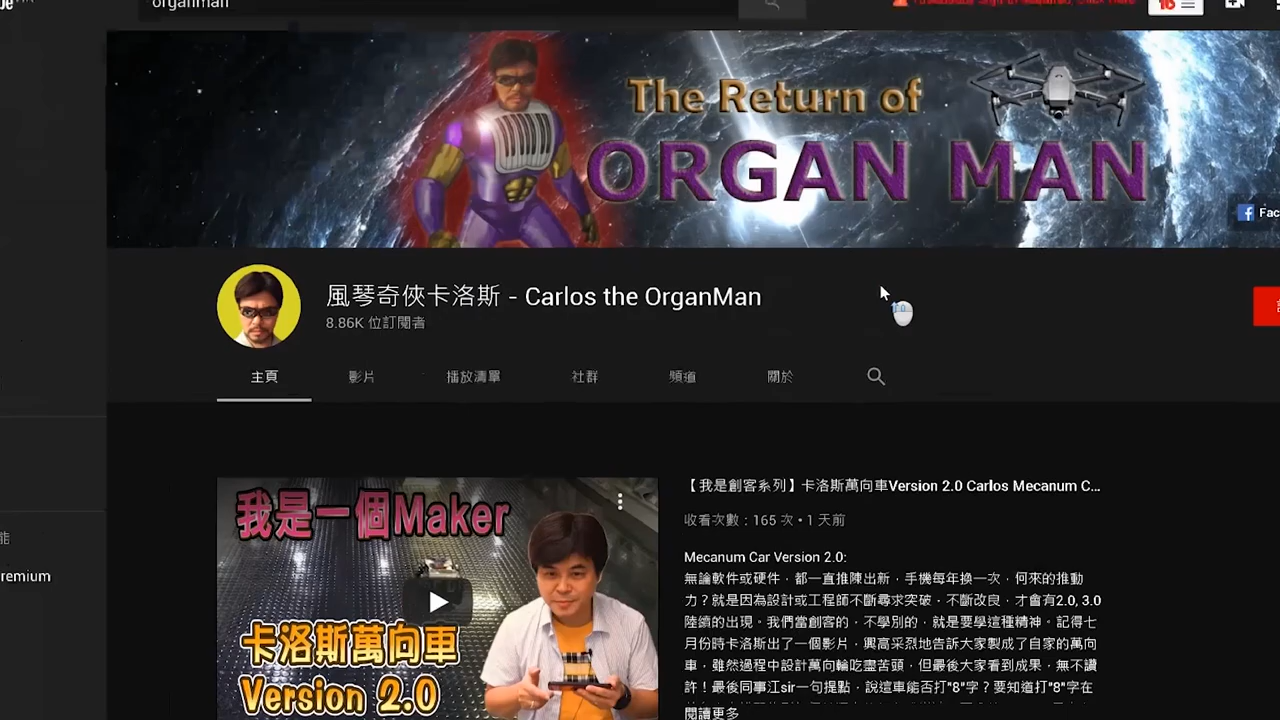 organman
The Return of
ORGAN MAN
Fac
風琴奇俠卡洛斯 - Carlos the OrganMan
8.86K 位訂閱者
主頁
影片
播放清單
社群
頻道
關於
能
remium
我是一個Maker
卡洛斯萬向車
Version 2.0
【我是創客系列】卡洛斯萬向車Version 2.0 Carlos Mecanum C...
收看次數：165 次 • 1 天前
Mecanum Car Version 2.0:
無論軟件或硬件，都一直推陳出新，手機每年換一次，何來的推動
力？就是因為設計或工程師不斷尋求突破，不斷改良，才會有2.0, 3.0
陸續的出現。我們當創客的，不學別的，就是要學這種精神。記得七
月份時卡洛斯出了一個影片，興高采烈地告訴大家製成了自家的萬向
車，雖然過程中設計萬向輪吃盡苦頭，但最後大家看到成果，無不讚
許！最後同事江sir一句提點，說這車能否打"8"字？要知道打"8"字在
閱讀更多